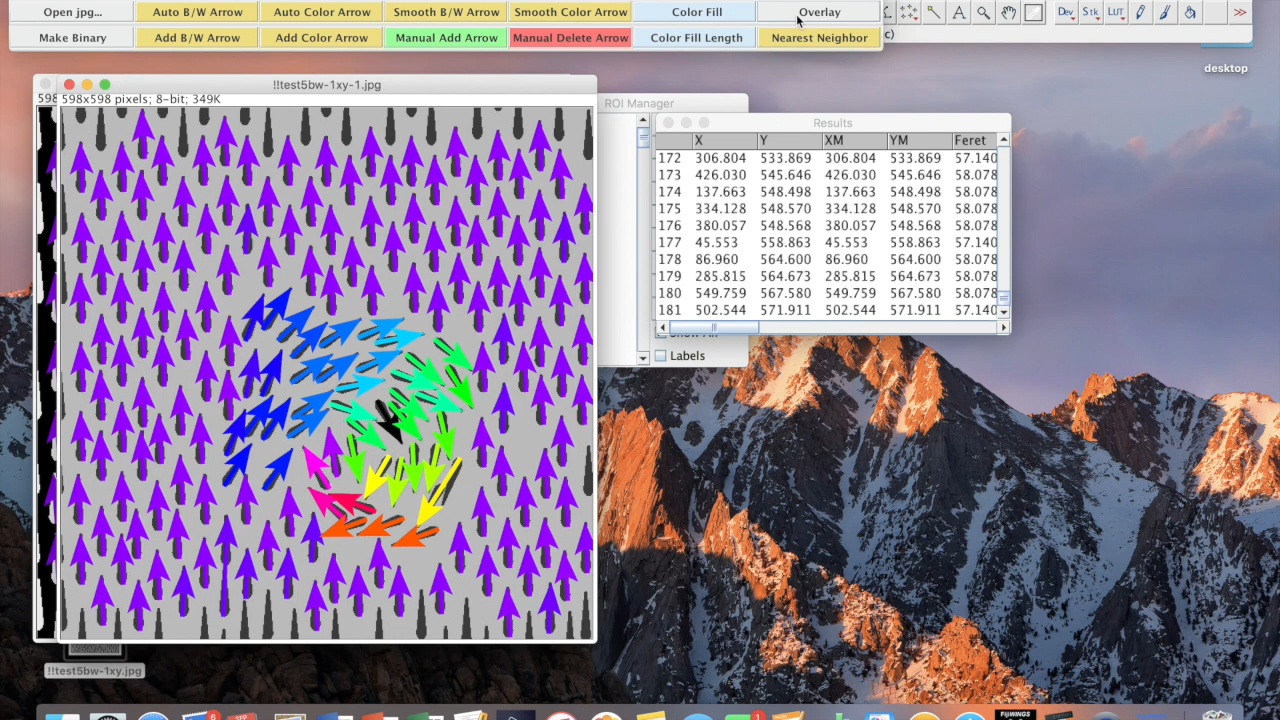 Open jpg...
Auto B/W Arrow
Auto Color Arrow
Smooth B/W Arrow
Smooth Color Arrow
Color Fill
Overlay
Dev
Stk
LUT
>>
Make Binary
Add B/W Arrow
Add Color Arrow
Manual Add Arrow
Manual Delete Arrow
Color Fill Length
Nearest Neighbor
c)
desktop
!!test5bw-1xy-1.jpg
598
598x598 pixels; 8-bit; 349K
ROI Manager
Results
X Y XM YM Feret
172 306.804 533.869 306.804 533.869 57.140
173 426.030 545.646 426.030 545.646 58.078
174 137.663 548.498 137.663 548.498 58.078
175 334.128 548.570 334.128 548.570 58.078
176 380.057 548.568 380.057 548.568 58.078
177 45.553 558.863 45.553 558.863 57.140
178 86.960 564.600 86.960 564.600 58.078
179 285.815 564.673 285.815 564.673 58.078
180 549.759 567.580 549.759 567.580 58.078
181 502.544 571.911 502.544 571.911 57.140
Labels
!!test5bw-1xy.jpg
6
1
FijiWINGS